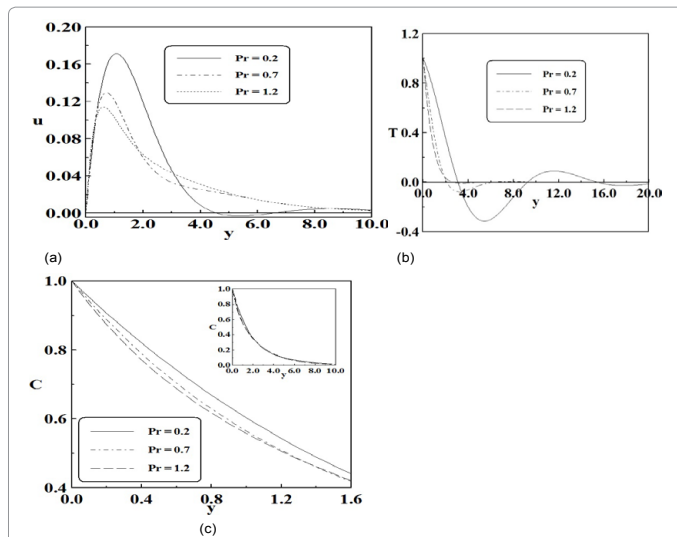 u
0.20
0.16
0.12
0.08
0.04
0.00
0.0 2.0 4.0 6.0 8.0 10.0
y
Pr = 0.2
Pr = 0.7
Pr = 1.2
(a)
T
1.2
0.8
0.4
0.0
-0.4
0.0 4.0 8.0 12.0 16.0 20.0
y
Pr = 0.2
Pr = 0.7
Pr = 1.2
(b)
C
1.0
0.8
0.6
0.4
0.0 0.4 0.8 1.2 1.6
y
Pr = 0.2
Pr = 0.7
Pr = 1.2
C
1.0
0.8
0.6
0.4
0.2
0.0
0.0 2.0 4.0 6.0 8.0 10.0
y
(c)